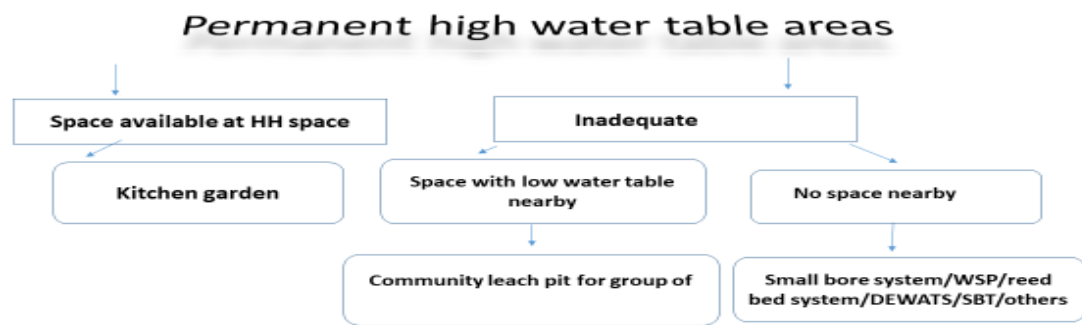 Permanent high water table areas
Space available at HH space
Inadequate
Kitchen garden
Space with low water table
nearby
No space nearby
Community leach pit for group of
Small bore system/WSP/reed
bed system/DEWATS/SBT/others